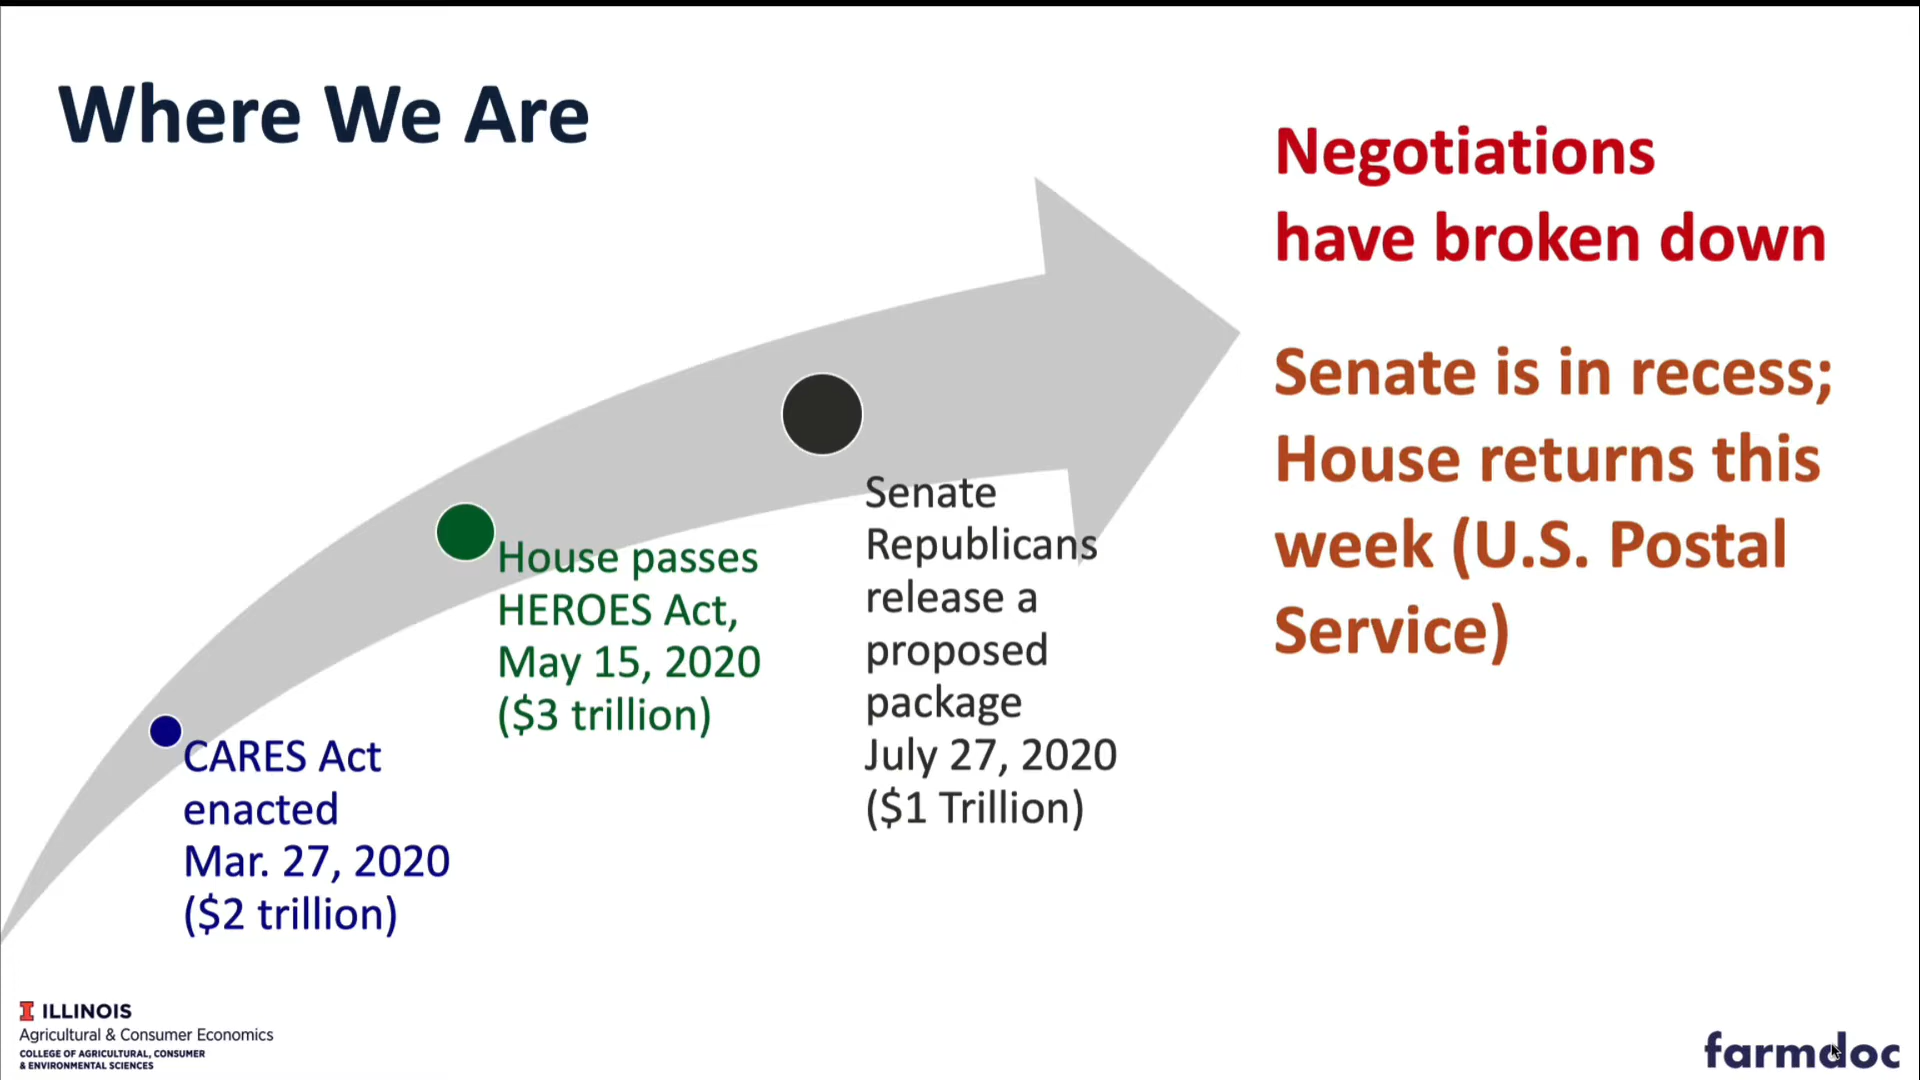 Where We Are
Negotiations
have broken down
Senate is in recess;
House returns this
week (U.S. Postal
Service)
CARES Act
enacted
Mar. 27, 2020
($2 trillion)
House passes
HEROES Act,
May 15, 2020
($3 trillion)
Senate
Republicans
release a
proposed
package
July 27, 2020
($1 Trillion)
I ILLINOIS
Agricultural & Consumer Economics
COLLEGE OF AGRICULTURAL, CONSUMER
& ENVIRONMENTAL SCIENCES
farmdoc